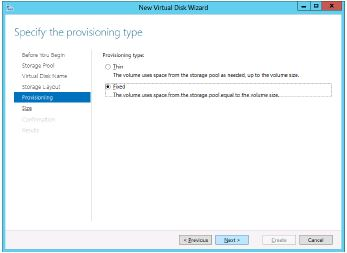 New Virtual Disk Wizard
Specify the provisioning type
Before You Begin
Storage Pool
Virtual Disk Name
Storage Layout
Provisioning
Size
Confirmation
Results
Provisioning type:
Thin
The volume uses space from the storage pool as needed, up to the volume size.
Fixed
The volume uses space from the storage pool equal to the volume size.
< Previous
Next >
Create
Cancel